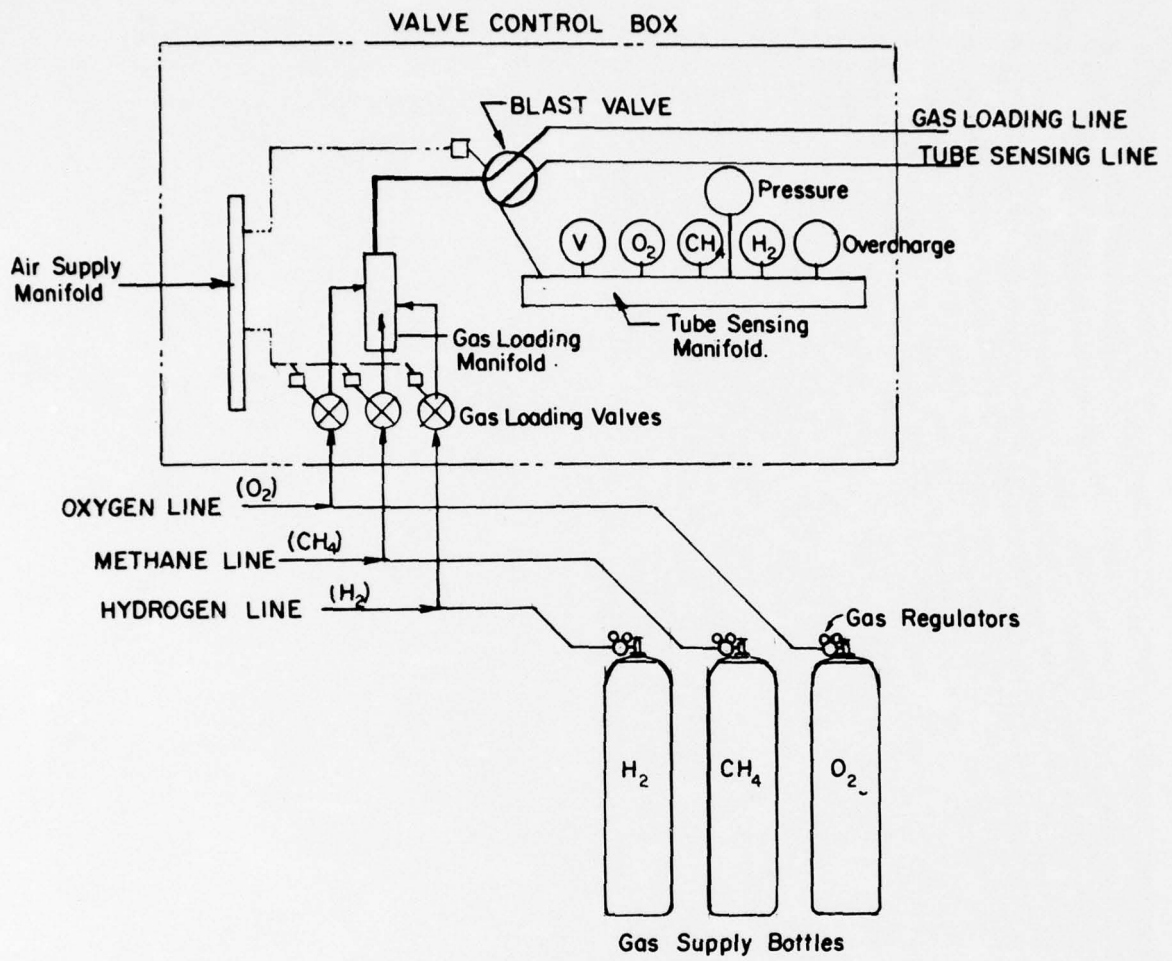 VALVE CONTROL BOX
BLAST VALVE
GAS LOADING LINE
TUBE SENSING LINE
Pressure
V
O₂
CH₄
H₂
Overcharge
Air Supply
Manifold
Tube Sensing
Manifold.
Gas Loading
Manifold
Gas Loading Valves
OXYGEN LINE (O₂)
METHANE LINE (CH₄)
HYDROGEN LINE (H₂)
Gas Regulators
H₂
CH₄
O₂
Gas Supply Bottles